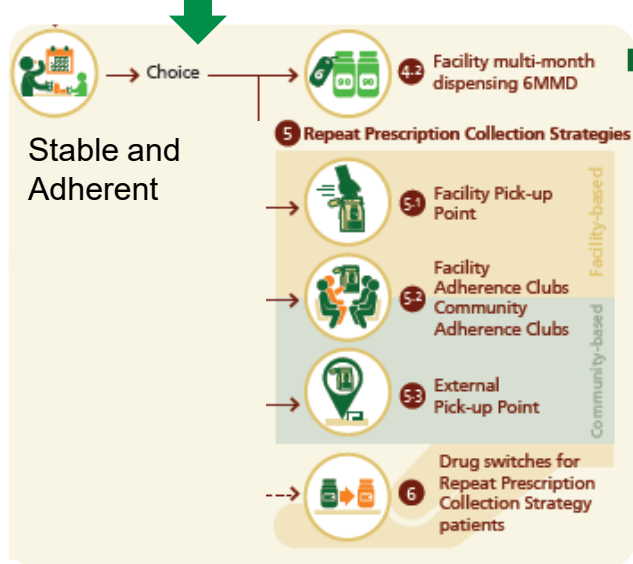 Choice
Stable and
Adherent
90
90
4.2
Facility multi-month
dispensing 6MMD
5 Repeat Prescription Collection Strategies
5.1
Facility Pick-up
Point
Facility-based
5.2
Facility
Adherence Clubs
Community
Adherence Clubs
Community-based
5.3
External
Pick-up Point
6
Drug switches for
Repeat Prescription
Collection Strategy
patients